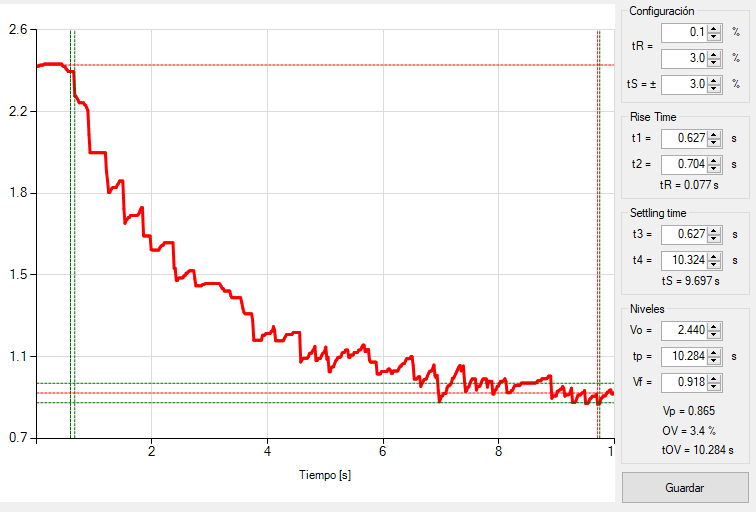 2.6
2.2
1.8
1.5
1.1
0.7
2
4
6
8
1
Tiempo [s]
Configuración
tR =
0.1 %
3.0 %
tS = ± 3.0 %
Rise Time
t1 = 0.627 s
t2 = 0.704 s
tR = 0.077 s
Settling time
t3 = 0.627 s
t4 = 10.324 s
tS = 9.697 s
Niveles
Vo = 2.440
tp = 10.284 s
Vf = 0.918
Vp = 0.865
OV = 3.4 %
tOV = 10.284 s
Guardar